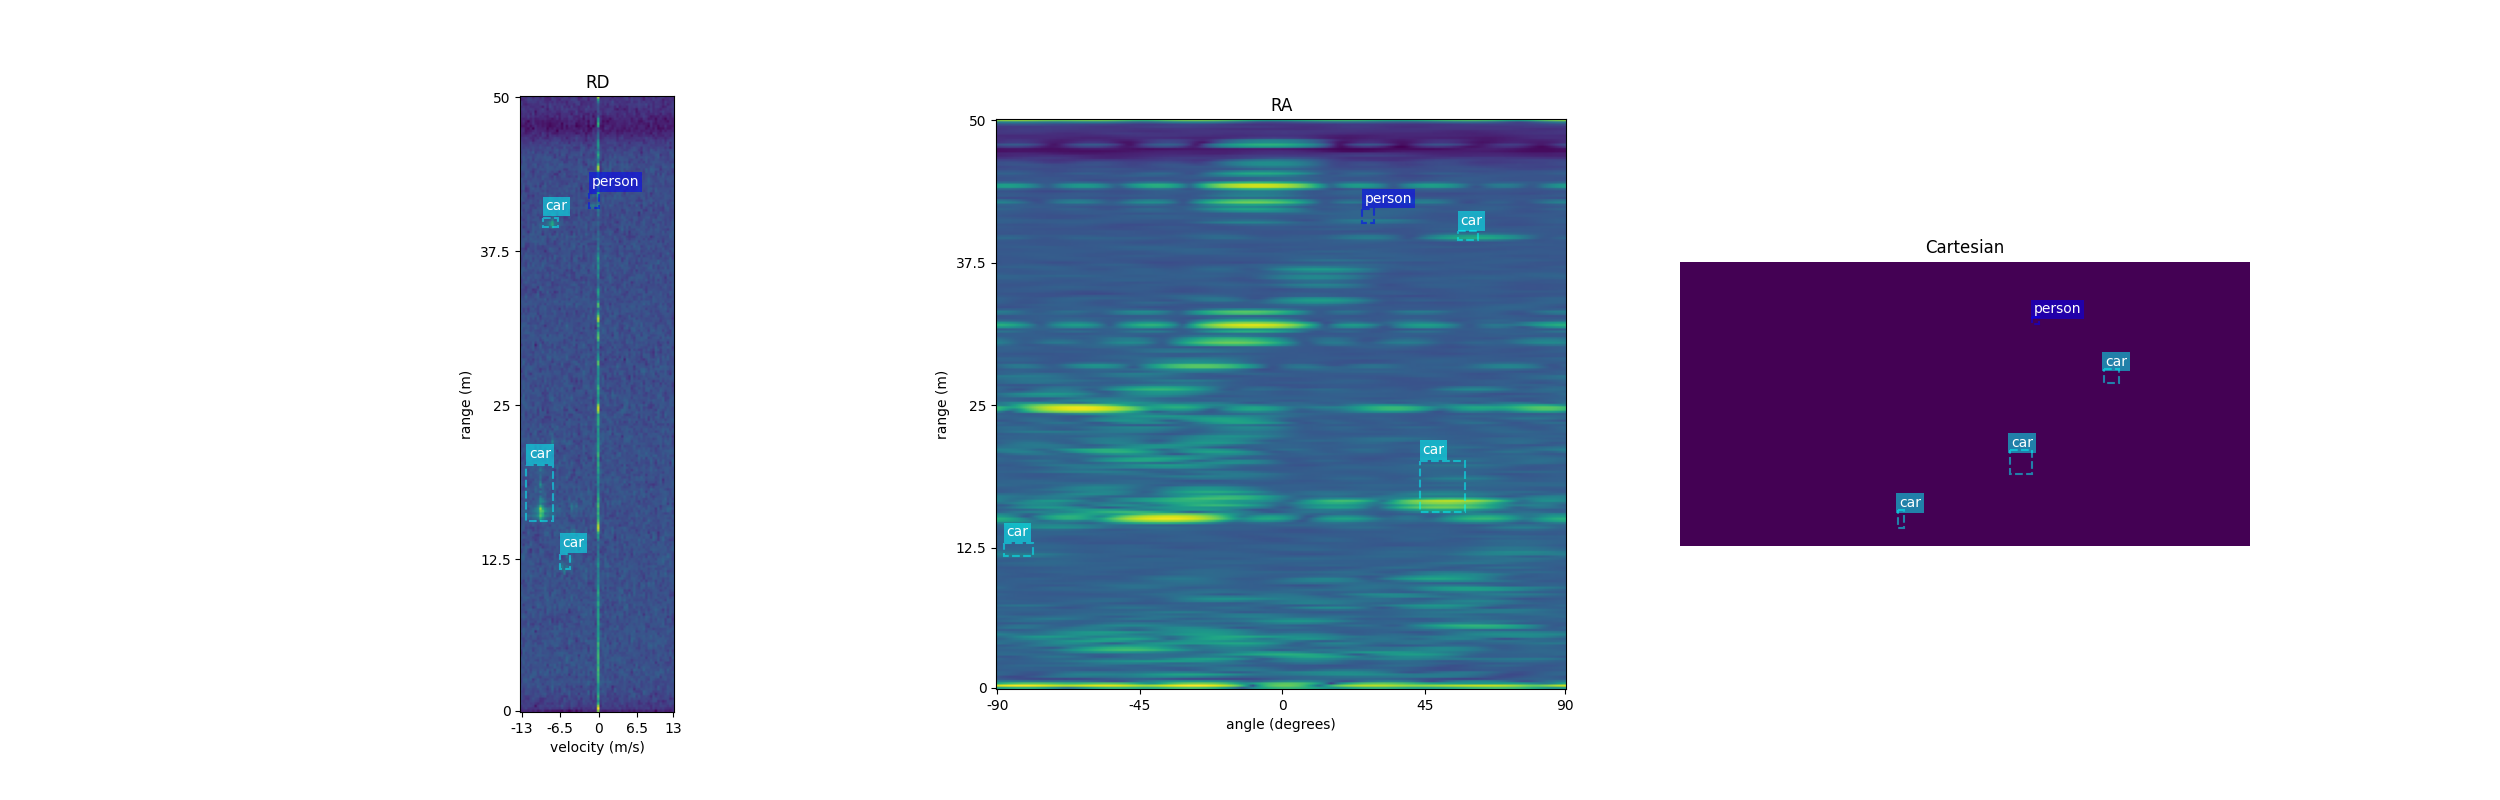 RD
50
37.5
25
12.5
0
range (m)
-13
-6.5
0
6.5
13
velocity (m/s)
person
car
car
car
RA
50
37.5
25
12.5
0
range (m)
-90
-45
0
45
90
angle (degrees)
person
car
car
car
Cartesian
person
car
car
car